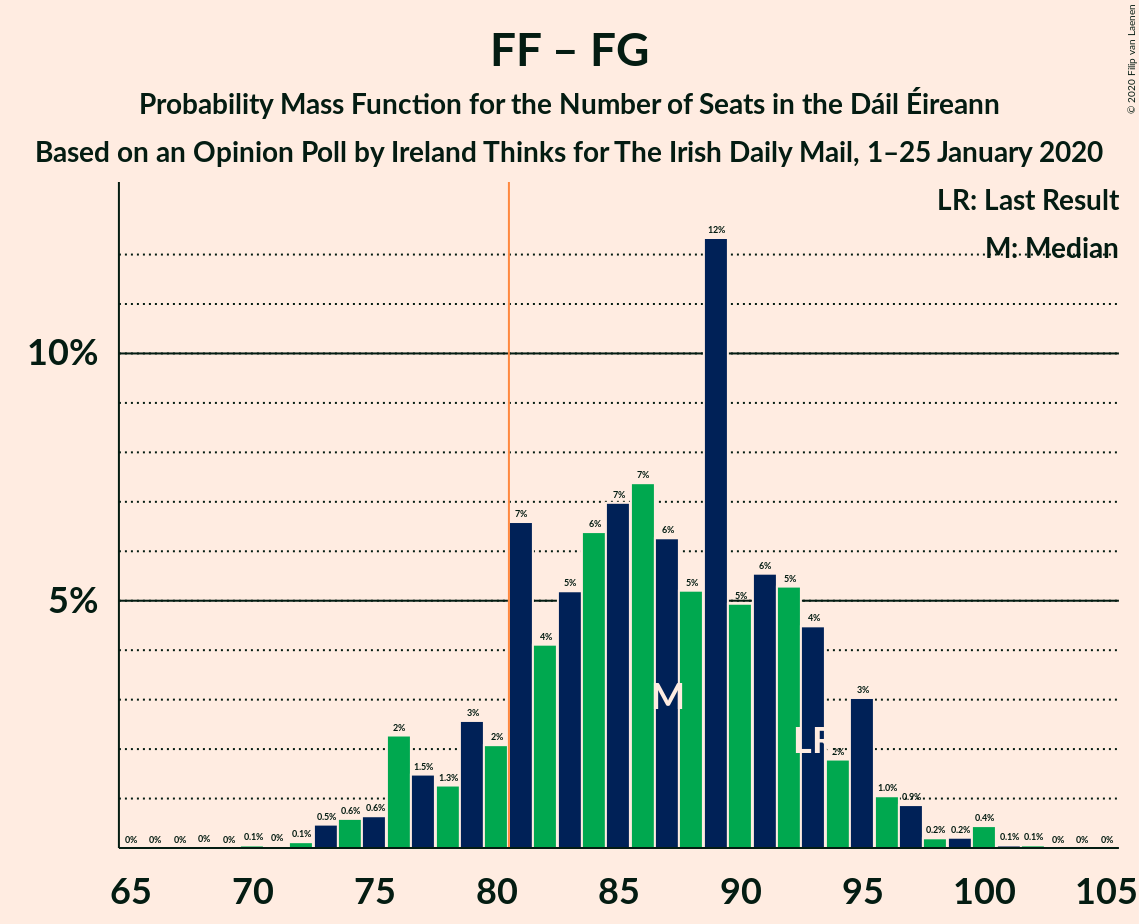 © 2020 Filip van Laenen
FF – FG
Probability Mass Function for the Number of Seats in the Dáil Éireann
Based on an Opinion Poll by Ireland Thinks for The Irish Daily Mail, 1–25 January 2020
LR: Last Result
M: Median
10%
5%
0% 0% 0% 0% 0% 0.1% 0% 0.1% 0.5% 0.6% 0.6% 2% 1.5% 1.3% 3% 2% 7% 4% 5% 6% 7% 7% 6% 5% 12% 5% 6% 5% 4% 2% 3% 1.0% 0.9% 0.2% 0.2% 0.4% 0.1% 0.1% 0% 0% 0%
M
LR
65 70 75 80 85 90 95 100 105